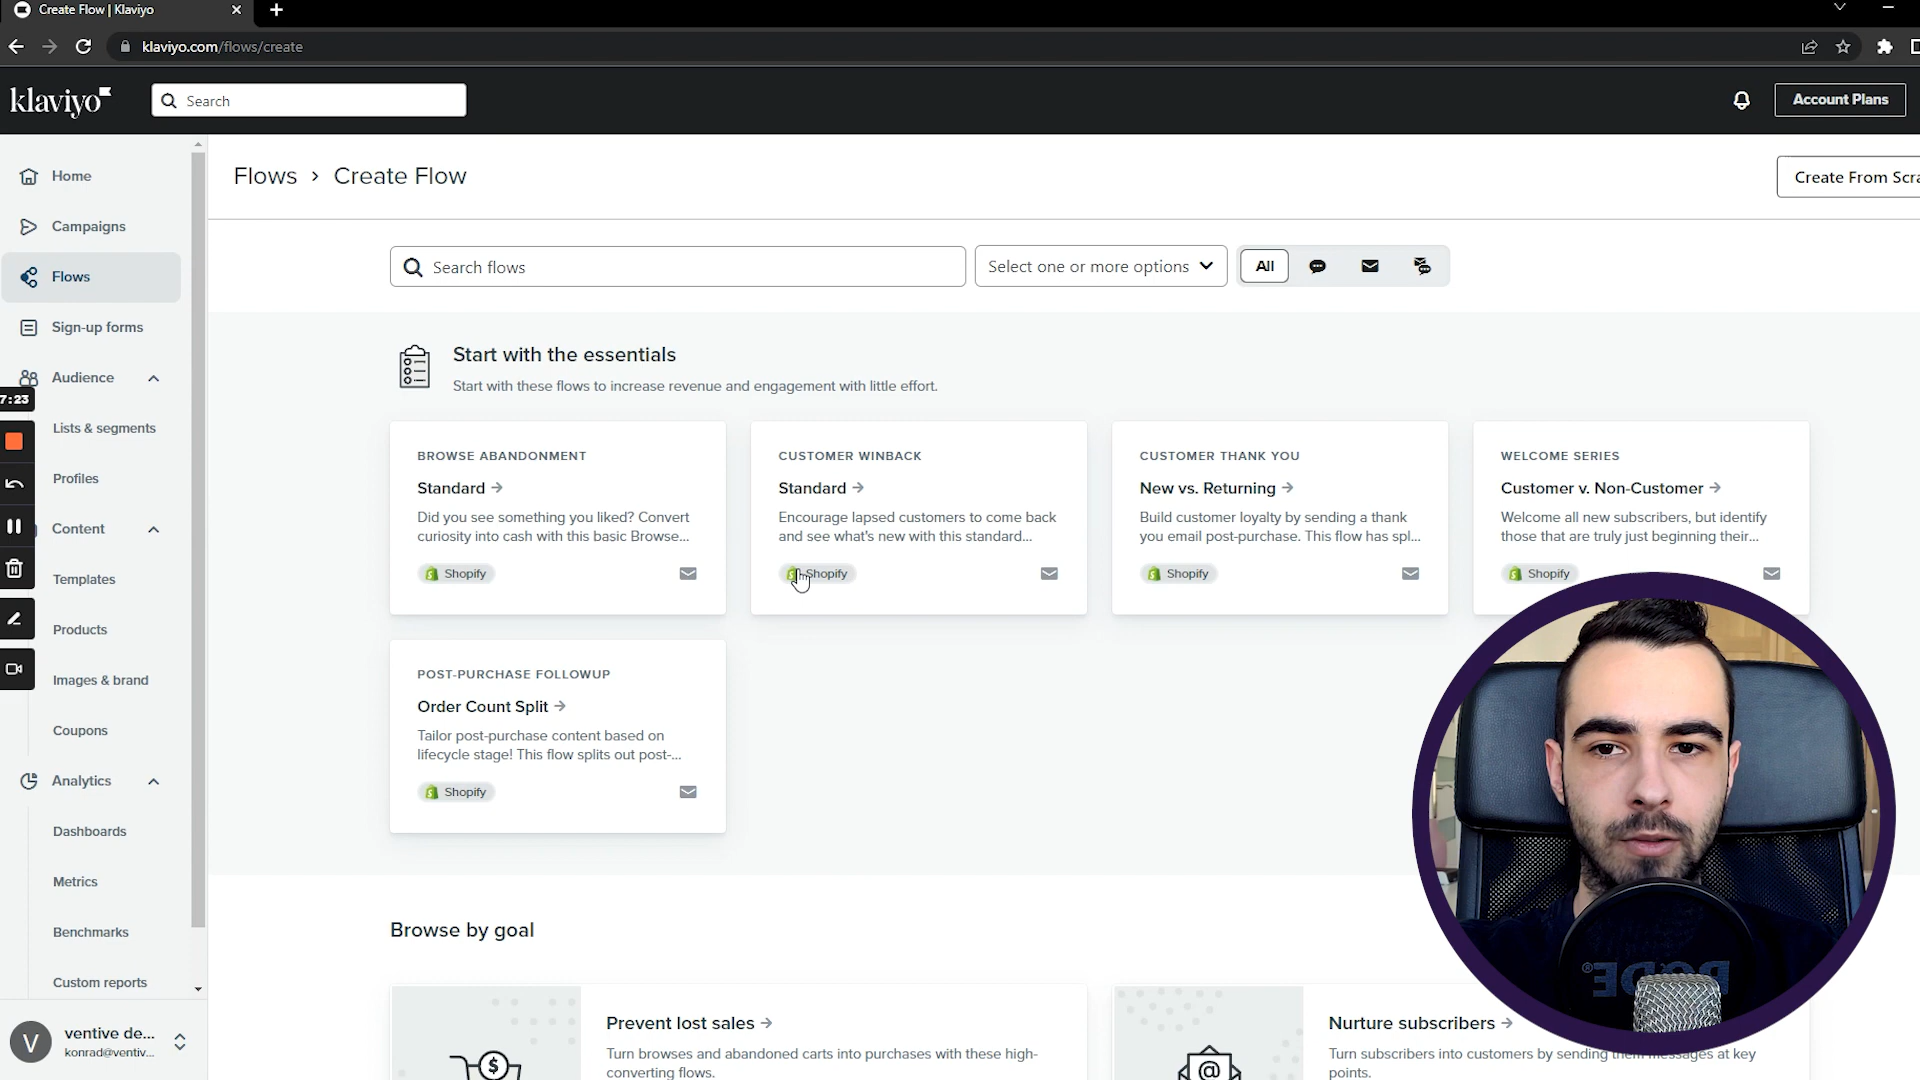 Create Flow | Klaviyo
klaviyo.com/flows/create
klaviyo
Search
Account Plans
Home
Campaigns
Flows
Sign-up forms
Audience
7:23
Lists & segments
Profiles
Content
Templates
Products
Images & brand
Coupons
Analytics
Dashboards
Metrics
Benchmarks
Custom reports
V
ventive de...
konrad@ventiv...
Flows > Create Flow
Create From Scra
Search flows
Select one or more options
All
Start with the essentials
Start with these flows to increase revenue and engagement with little effort.
BROWSE ABANDONMENT
Standard →
Did you see something you liked? Convert
curiosity into cash with this basic Browse...
Shopify
CUSTOMER WINBACK
Standard →
Encourage lapsed customers to come back
and see what's new with this standard...
Shopify
CUSTOMER THANK YOU
New vs. Returning →
Build customer loyalty by sending a thank
you email post-purchase. This flow has spl...
Shopify
WELCOME SERIES
Customer v. Non-Customer →
Welcome all new subscribers, but identify
those that are truly just beginning their...
Shopify
POST-PURCHASE FOLLOWUP
Order Count Split →
Tailor post-purchase content based on
lifecycle stage! This flow splits out post-...
Shopify
Browse by goal
Prevent lost sales →
Turn browses and abandoned carts into purchases with these high-
converting flows.
Nurture subscribers →
Turn subscribers into customers by sending them messages at key
points.
RODE®